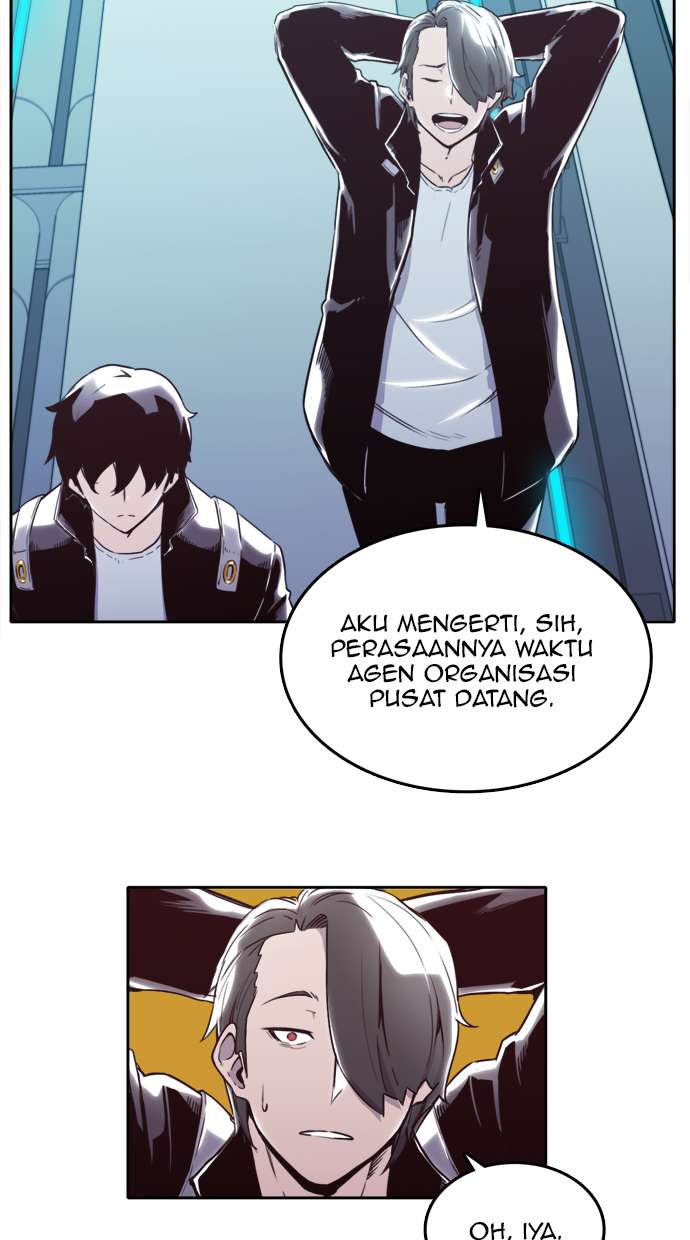 AKU MENGERTI, SIH,
PERASAANNYA WAKTU
AGEN ORGANISASI
PUSAT DATANG.
OH, IYA.